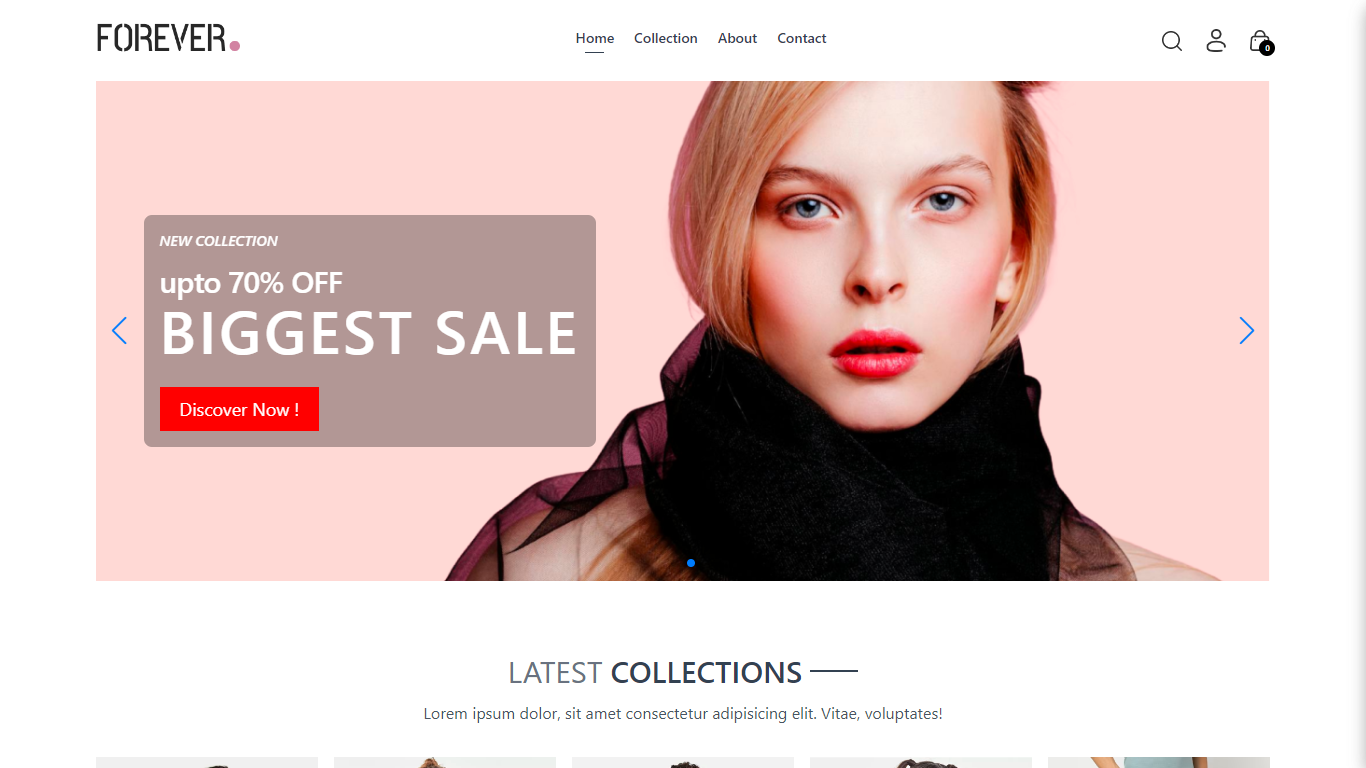 FOREVER.
Home Collection About Contact
0
NEW COLLECTION
upto 70% OFF
BIGGEST SALE
Discover Now !
LATEST COLLECTIONS
Lorem ipsum dolor, sit amet consectetur adipisicing elit. Vitae, voluptates!